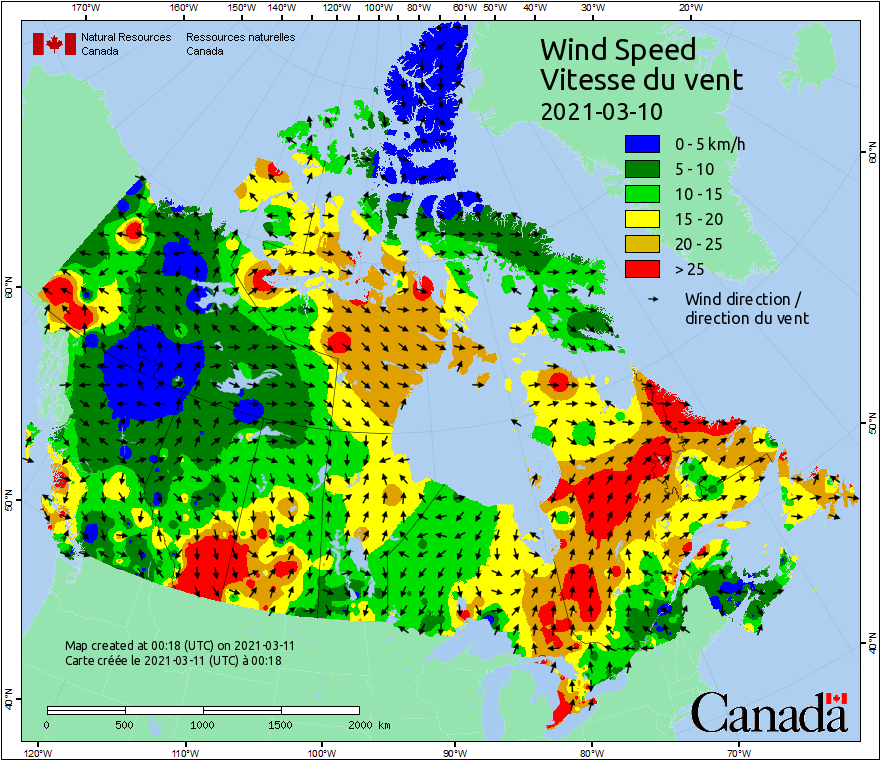 170°W 160°W 150°W 140°W 130°W 120°W 110°W 100°W 90°W 80°W 70°W 60°W 50°W 40°W 30°W 20°W
Natural Resources Ressources naturelles
Canada Canada
Wind Speed
Vitesse du vent
2021-03-10
0 - 5 km/h
5 - 10
10 - 15
15 - 20
20 - 25
> 25
Wind direction /
direction du vent
60°N
60°N
50°N
50°N
40°N
40°N
Map created at 00:18 (UTC) on 2021-03-11
Carte créée le 2021-03-11 (UTC) à 00:18
0 500 1000 1500 2000 km
Canada
120°W 110°W 100°W 90°W 80°W 70°W